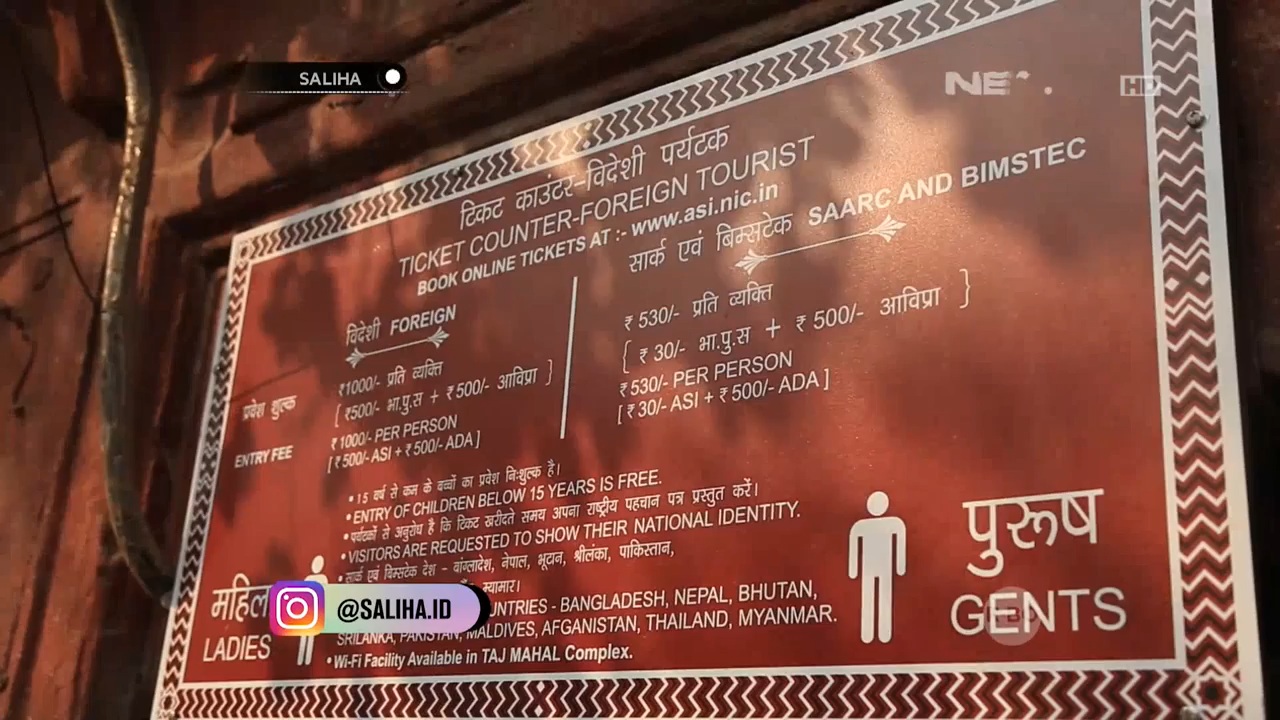 SALIHA
NET.
HD
टिकट काउंटर-विदेशी पर्यटक
TICKET COUNTER-FOREIGN TOURIST
BOOK ONLINE TICKETS AT :- www.asi.nic.in
विदेशी FOREIGN
सार्क एवं बिम्सटेक SAARC AND BIMSTEC
प्रवेश शुल्क
₹1000/- प्रति व्यक्ति
[ ₹500/- भा.पु.स + ₹500/- आविप्रा ]
ENTRY FEE
₹1000/- PER PERSON
[ ₹500/- ASI + ₹500/- ADA ]
₹ 530/- प्रति व्यक्ति
{ ₹ 30/- भा.पु.स + ₹ 500/- आविप्रा }
₹530/- PER PERSON
[ ₹30/- ASI + ₹500/- ADA ]
• 15 वर्ष से कम के बच्चों का प्रवेश निःशुल्क है।
• ENTRY OF CHILDREN BELOW 15 YEARS IS FREE.
• पर्यटकों से अनुरोध है कि टिकट खरीदते समय अपना राष्ट्रीय पहचान पत्र प्रस्तुत करें।
• VISITORS ARE REQUESTED TO SHOW THEIR NATIONAL IDENTITY.
• सार्क एवं बिम्सटेक देश - बांग्लादेश, नेपाल, भूटान, श्रीलंका, पाकिस्तान,
म्यामार।
UNTRIES - BANGLADESH, NEPAL, BHUTAN,
SRILANKA, PAKISTAN, MALDIVES, AFGANISTAN, THAILAND, MYANMAR.
• Wi-Fi Facility Available in TAJ MAHAL Complex.
LADIES
पुरूष
GENTS
@SALIHA.ID